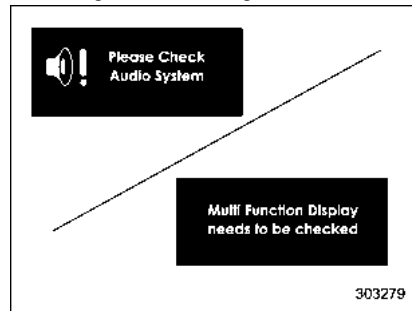 Please Check
Audio System
Multi Function Display
needs to be checked
303279